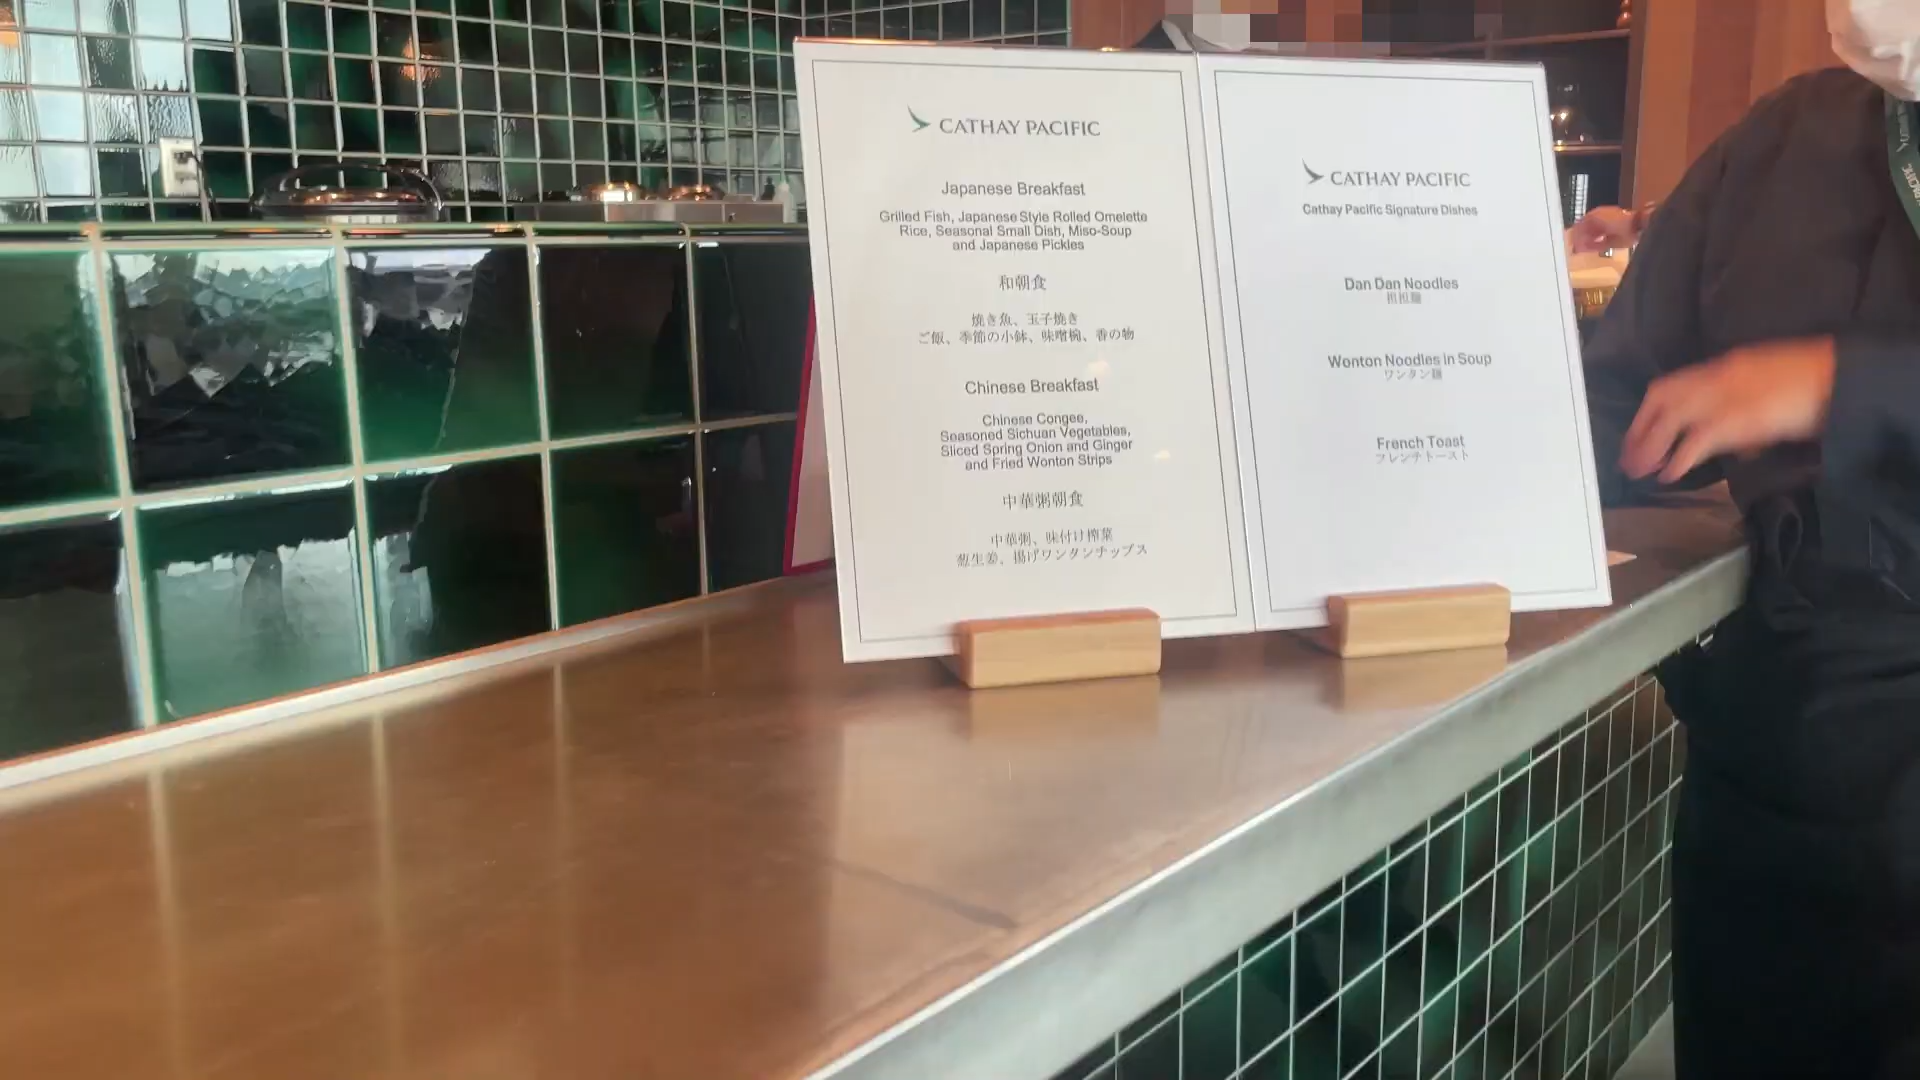 CATHAY PACIFIC
Japanese Breakfast
Grilled Fish, Japanese Style Rolled Omelette
Rice, Seasonal Small Dish, Miso-Soup
and Japanese Pickles
和朝食
焼き魚、玉子焼き
ご飯、季節の小鉢、味噌椀、香の物
Chinese Breakfast
Chinese Congee,
Seasoned Sichuan Vegetables,
Sliced Spring Onion and Ginger
and Fried Wonton Strips
中華粥朝食
中華粥、味付け搾菜
葱生姜、揚げワンタンチップス
CATHAY PACIFIC
Cathay Pacific Signature Dishes
Dan Dan Noodles
担担麺
Wonton Noodles in Soup
ワンタン麺
French Toast
フレンチトースト